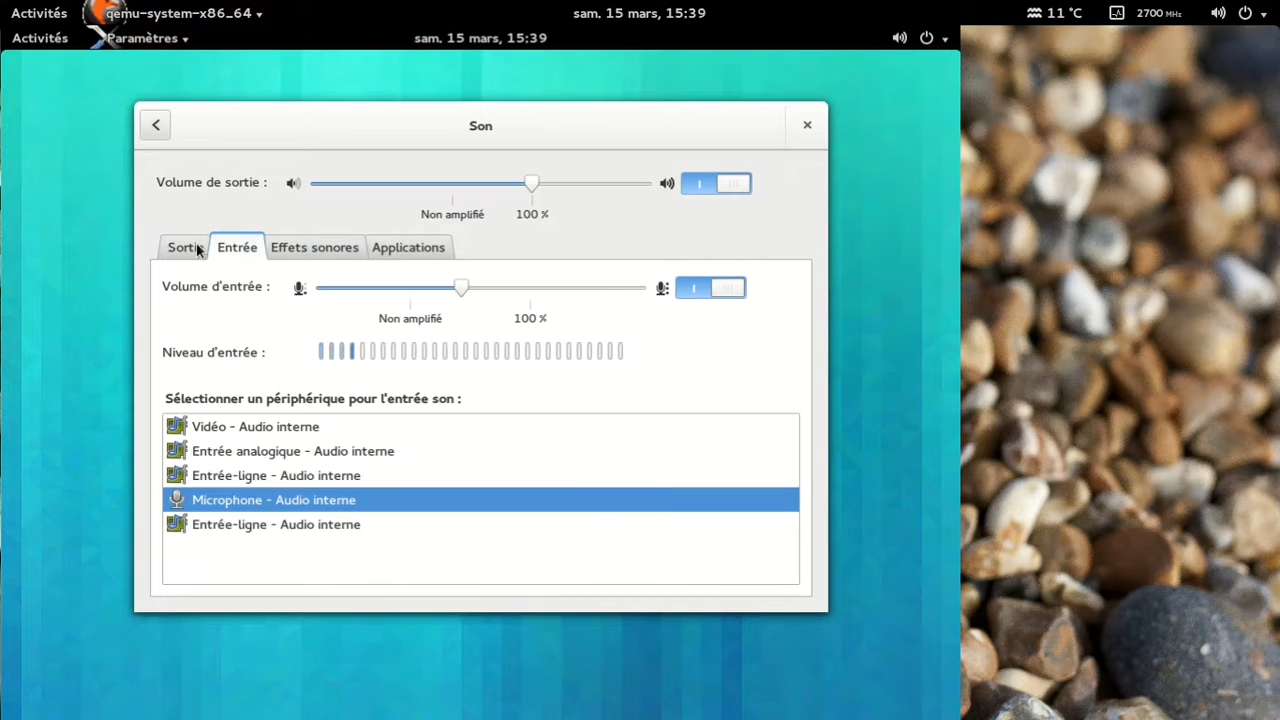 Activités qemu-system-x86_64 sam. 15 mars, 15:39 11 °C 2700 MHz
Activités Paramètres sam. 15 mars, 15:39
Son
Volume de sortie :
Non amplifié 100 %
Sortie Entrée Effets sonores Applications
Volume d'entrée :
Non amplifié 100 %
Niveau d'entrée :
Sélectionner un périphérique pour l'entrée son :
Vidéo - Audio interne
Entrée analogique - Audio interne
Entrée-ligne - Audio interne
Microphone - Audio interne
Entrée-ligne - Audio interne